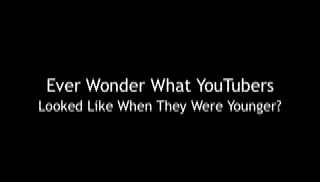 Ever Wonder What YouTubers
Looked Like When They Were Younger?